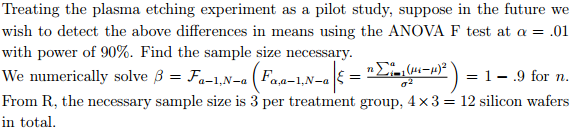 Treating the plasma etching experiment as a pilot study, suppose in the future we
wish to detect the above differences in means using the ANOVA F test at α = .01
with power of 90%. Find the sample size necessary.
We numerically solve β = F_{a−1,N−a} ( F_{α,a−1,N−a} | ξ = n∑_{i=1}^{a}(μ_i−μ)² / σ² ) = 1 − .9 for n.
From R, the necessary sample size is 3 per treatment group, 4 × 3 = 12 silicon wafers
in total.